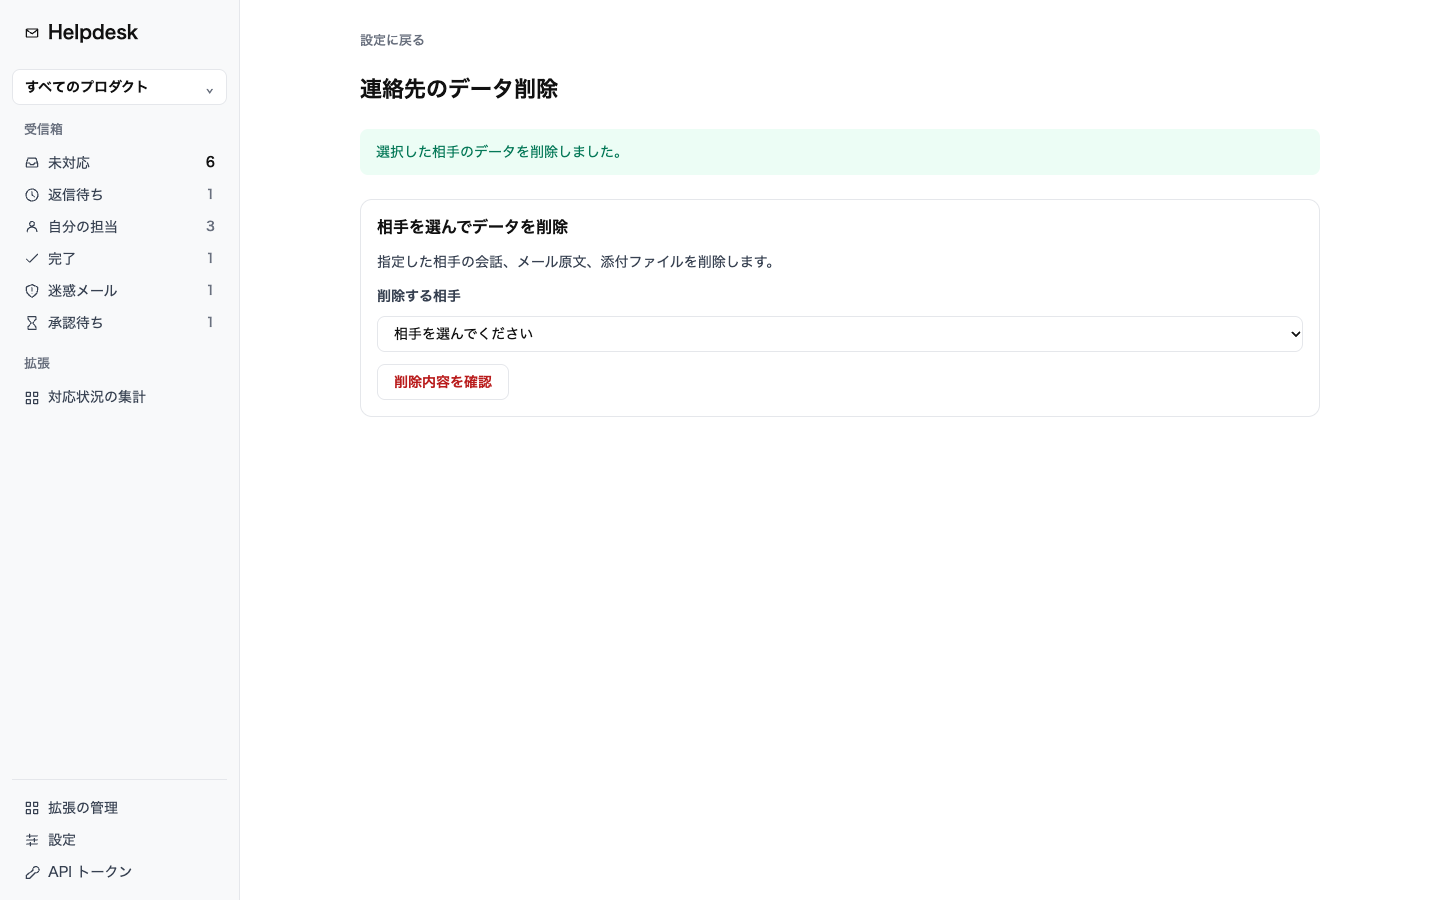 Helpdesk
すべてのプロダクト
受信箱
未対応 6
返信待ち 1
自分の担当 3
完了 1
迷惑メール 1
承認待ち 1
拡張
対応状況の集計
拡張の管理
設定
API トークン
設定に戻る
連絡先のデータ削除
選択した相手のデータを削除しました。
相手を選んでデータを削除
指定した相手の会話、メール原文、添付ファイルを削除します。
削除する相手
相手を選んでください
削除内容を確認